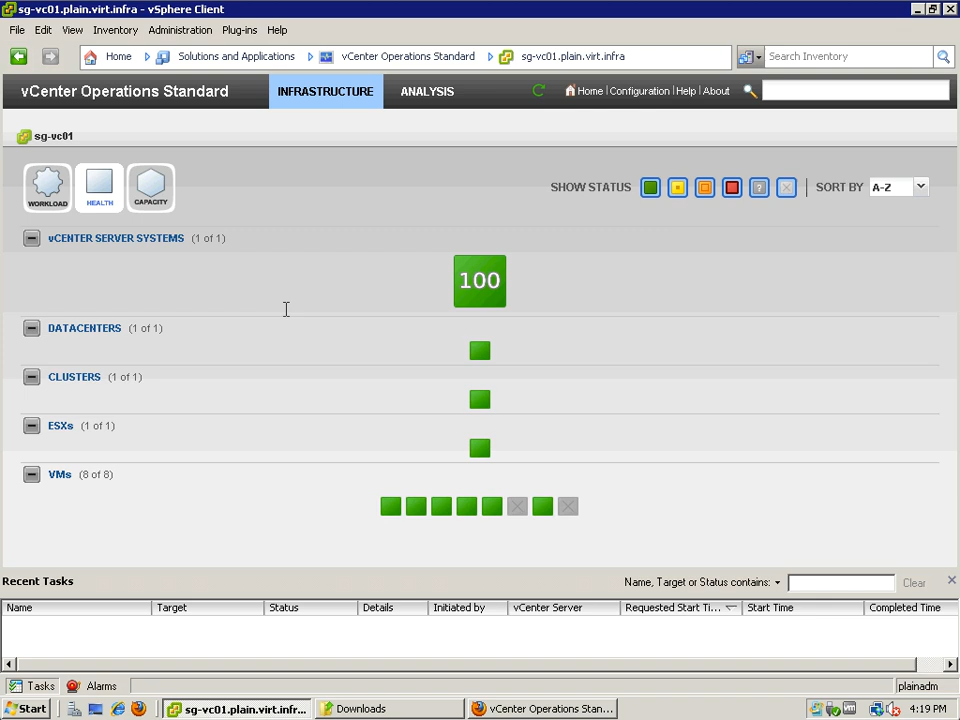 sg-vc01.plain.virt.infra - vSphere Client
File Edit View Inventory Administration Plug-ins Help
Home Solutions and Applications vCenter Operations Standard sg-vc01.plain.virt.infra Search Inventory
vCenter Operations Standard INFRASTRUCTURE ANALYSIS Home | Configuration | Help | About
sg-vc01
WORKLOAD HEALTH CAPACITY SHOW STATUS ? SORT BY A-Z
vCENTER SERVER SYSTEMS (1 of 1)
100
DATACENTERS (1 of 1)
CLUSTERS (1 of 1)
ESXs (1 of 1)
VMs (8 of 8)
Recent Tasks Name, Target or Status contains: Clear
Name Target Status Details Initiated by vCenter Server Requested Start Ti... Start Time Completed Time
Tasks Alarms plainadm
Start sg-vc01.plain.virt.infr... Downloads vCenter Operations Stan... 4:19 PM